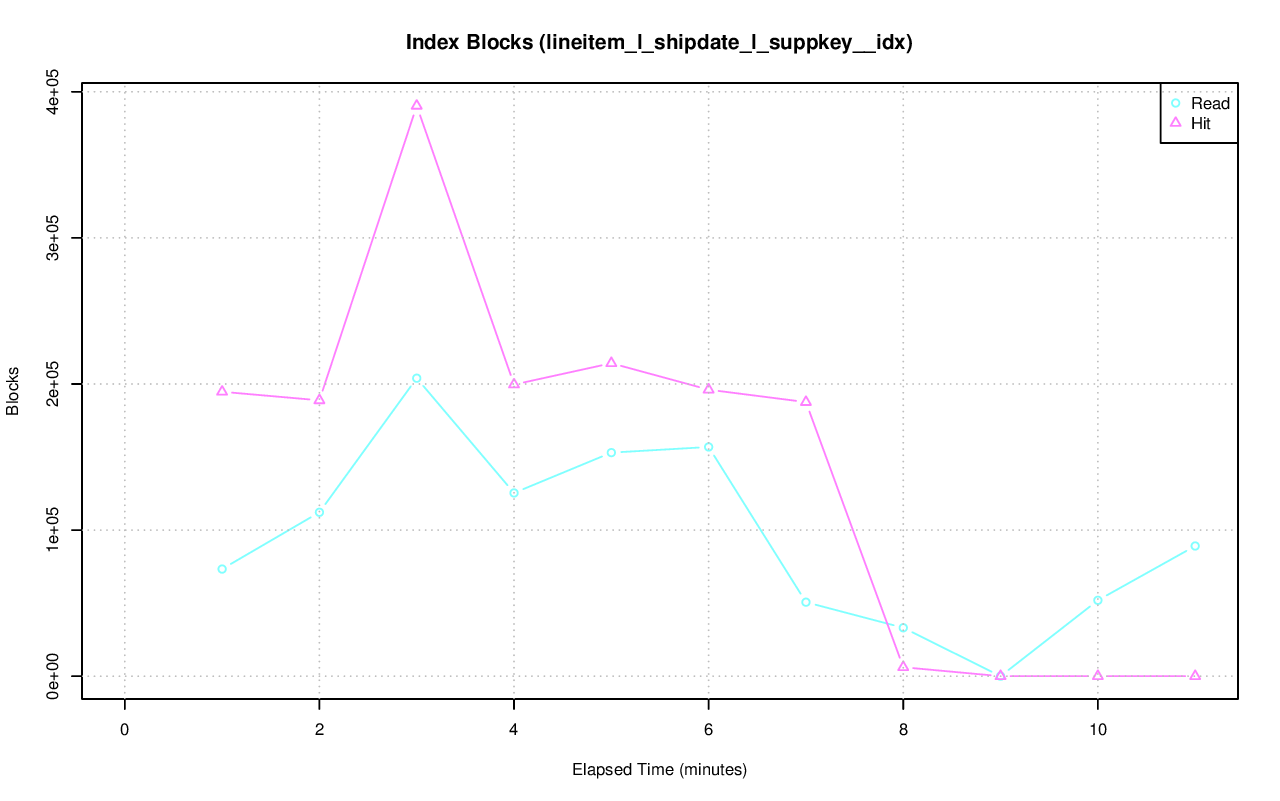 Index Blocks (lineitem_l_shipdate_l_suppkey__idx)
Read
Hit
Blocks
4e+05
3e+05
2e+05
1e+05
0e+00
0 2 4 6 8 10
Elapsed Time (minutes)